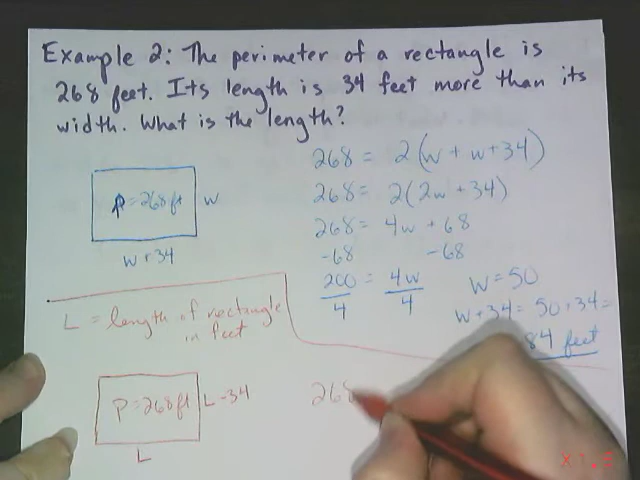 Example 2: The perimeter of a rectangle is
268 feet. Its length is 34 feet more than its
width. What is the length?
268 = 2(w + w+34)
P=268 ft
w
w+34
268 = 2(2w+34)
268 = 4w + 68
-68 -68
200 = 4w
4 4
w=50
w+34= 50+34=
84 feet
L = length of rectangle
in feet
P=268 ft
L-34
L
268
X1.5